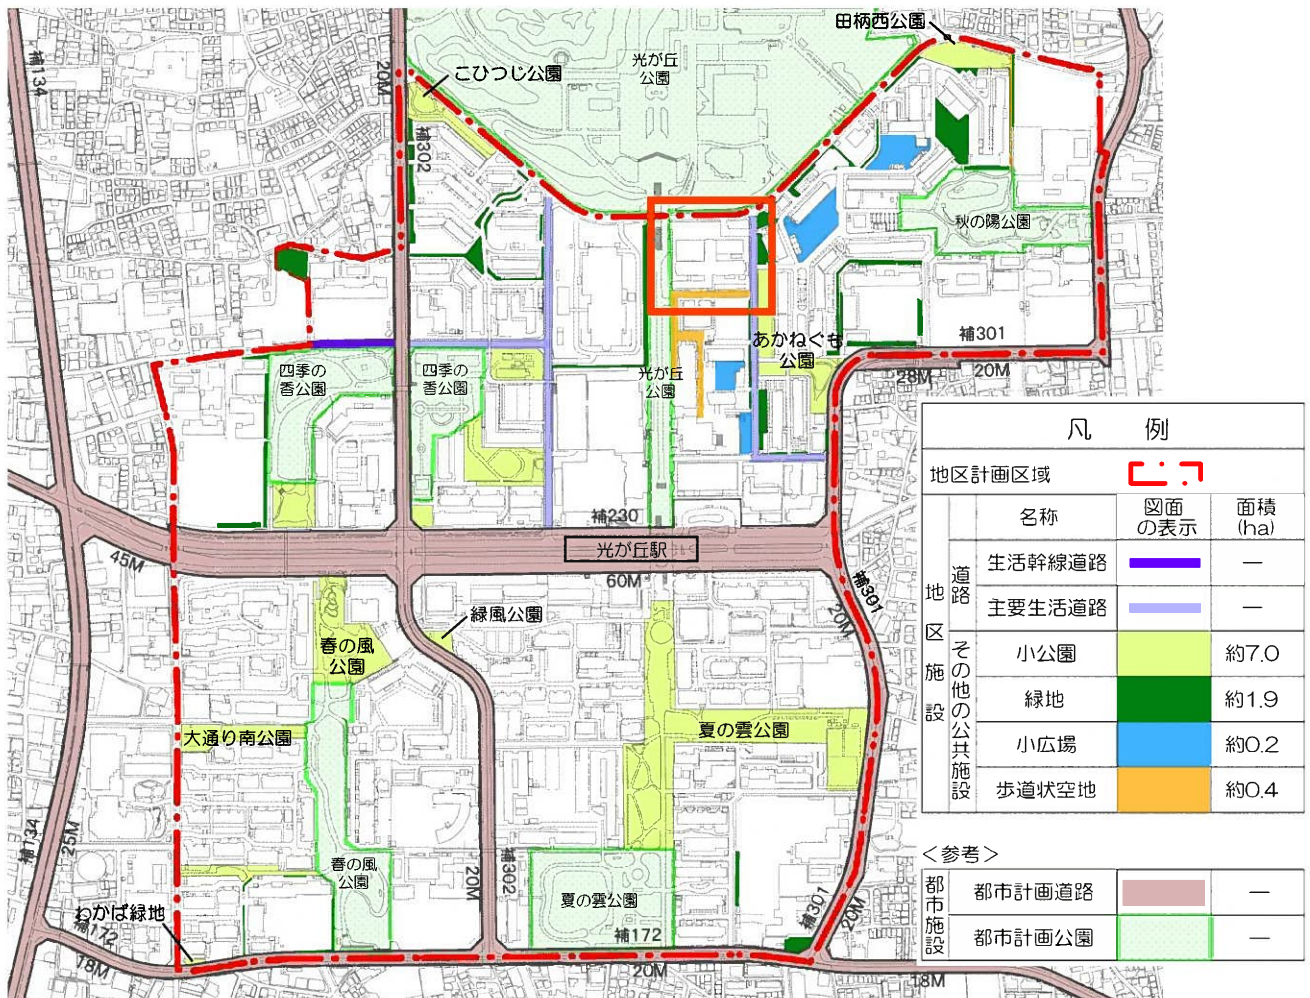 田柄西公園
補134
20M
こひつじ公園
光が丘
公園
補302
秋の陽公園
補301
あかねぐも
公園
28M
20M
四季の
香公園
四季の
香公園
光が丘
公園
補230
光が丘駅
45M
60M
補301
20M
緑風公園
春の風
公園
大通り南公園
夏の雲公園
補134
25M
春の風
公園
補302
20M
夏の雲公園
補301
20M
わかば緑地
補172
18M
補172
20M
18M
凡 例
地区計画区域
名称
図面
の表示
面積
(ha)
地区施設
道路
生活幹線道路
―
主要生活道路
―
その他の公共施設
小公園
約7.0
緑地
約1.9
小広場
約0.2
歩道状空地
約0.4
<参考>
都市施設
都市計画道路
―
都市計画公園
―